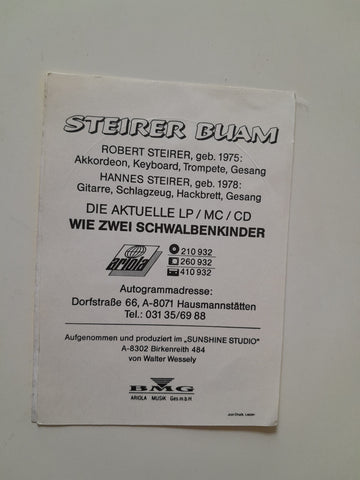 STEIRER BUAM
ROBERT STEIRER, geb. 1975:
Akkordeon, Keyboard, Trompete, Gesang
HANNES STEIRER, geb. 1978:
Gitarre, Schlagzeug, Hackbrett, Gesang
DIE AKTUELLE LP / MC / CD
WIE ZWEI SCHWALBENKINDER
ariola
210 932
260 932
410 932
Autogrammadresse:
Dorfstraße 66, A-8071 Hausmannstätten
Tel.: 031 35/69 88
Aufgenommen und produziert im „SUNSHINE STUDIO"
A-8302 Birkenreith 484
von Walter Wessely
BMG
ARIOLA MUSIK Ges·m·b·H